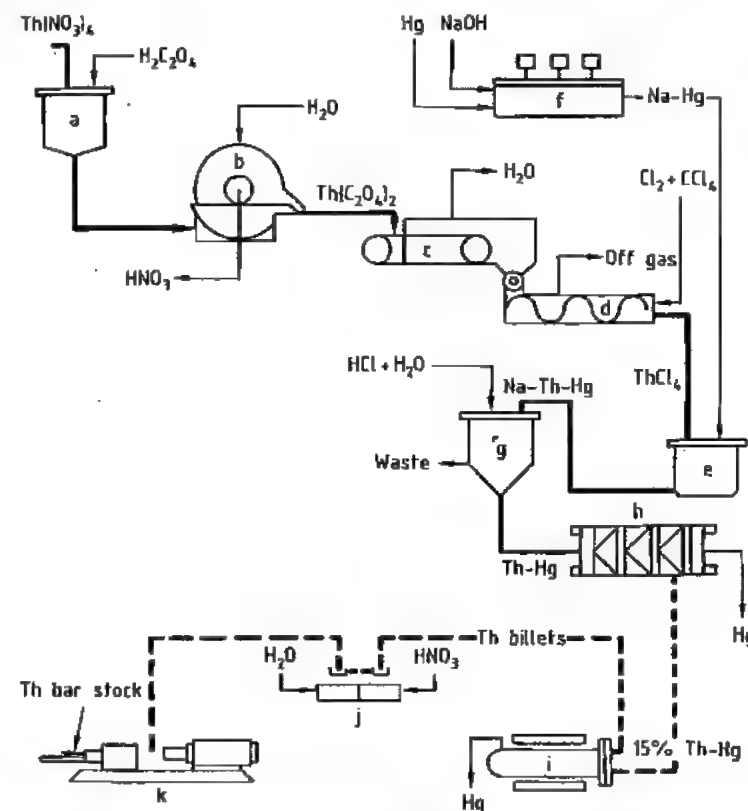 Th(NO₃)₄
H₂C₂O₄
a
H₂O
b
HNO₃
Th(C₂O₄)₂
Hg NaOH
f
Na-Hg
H₂O
c
Cl₂ + CCl₄
Off gas
d
ThCl₄
HCl + H₂O
Na-Th-Hg
g
Waste
e
h
Th-Hg
Hg
H₂O
HNO₃
Th billets
j
Th bar stock
k
i
15% Th-Hg
Hg